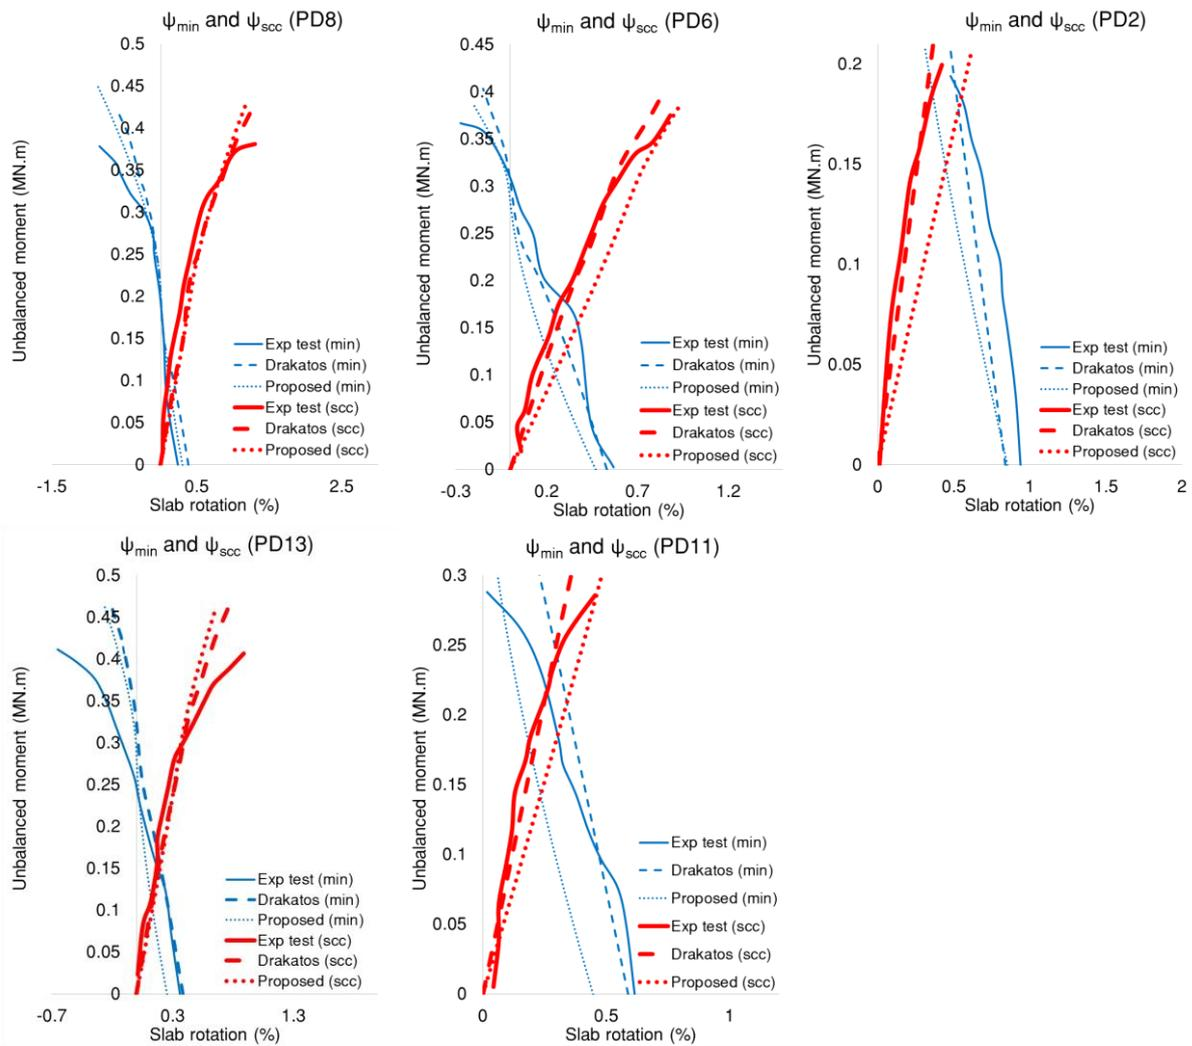 ψmin and ψscc (PD8)
Unbalanced moment (MN.m)
0.5
0.45
0.4
0.35
0.3
0.25
0.2
0.15
0.1
0.05
0
Exp test (min)
Drakatos (min)
Proposed (min)
Exp test (scc)
Drakatos (scc)
Proposed (scc)
-1.5 0.5 2.5
Slab rotation (%)
ψmin and ψscc (PD6)
Unbalanced moment (MN.m)
0.45
0.4
0.35
0.3
0.25
0.2
0.15
0.1
0.05
0
Exp test (min)
Drakatos (min)
Proposed (min)
Exp test (scc)
Drakatos (scc)
Proposed (scc)
-0.3 0.2 0.7 1.2
Slab rotation (%)
ψmin and ψscc (PD2)
Unbalanced moment (MN.m)
0.2
0.15
0.1
0.05
0
Exp test (min)
Drakatos (min)
Proposed (min)
Exp test (scc)
Drakatos (scc)
Proposed (scc)
0 0.5 1 1.5 2
Slab rotation (%)
ψmin and ψscc (PD13)
Unbalanced moment (MN.m)
0.5
0.45
0.4
0.35
0.3
0.25
0.2
0.15
0.1
0.05
0
Exp test (min)
Drakatos (min)
Proposed (min)
Exp test (scc)
Drakatos (scc)
Proposed (scc)
-0.7 0.3 1.3
Slab rotation (%)
ψmin and ψscc (PD11)
Unbalanced moment (MN.m)
0.3
0.25
0.2
0.15
0.1
0.05
0
Exp test (min)
Drakatos (min)
Proposed (min)
Exp test (scc)
Drakatos (scc)
Proposed (scc)
0 0.5 1
Slab rotation (%)